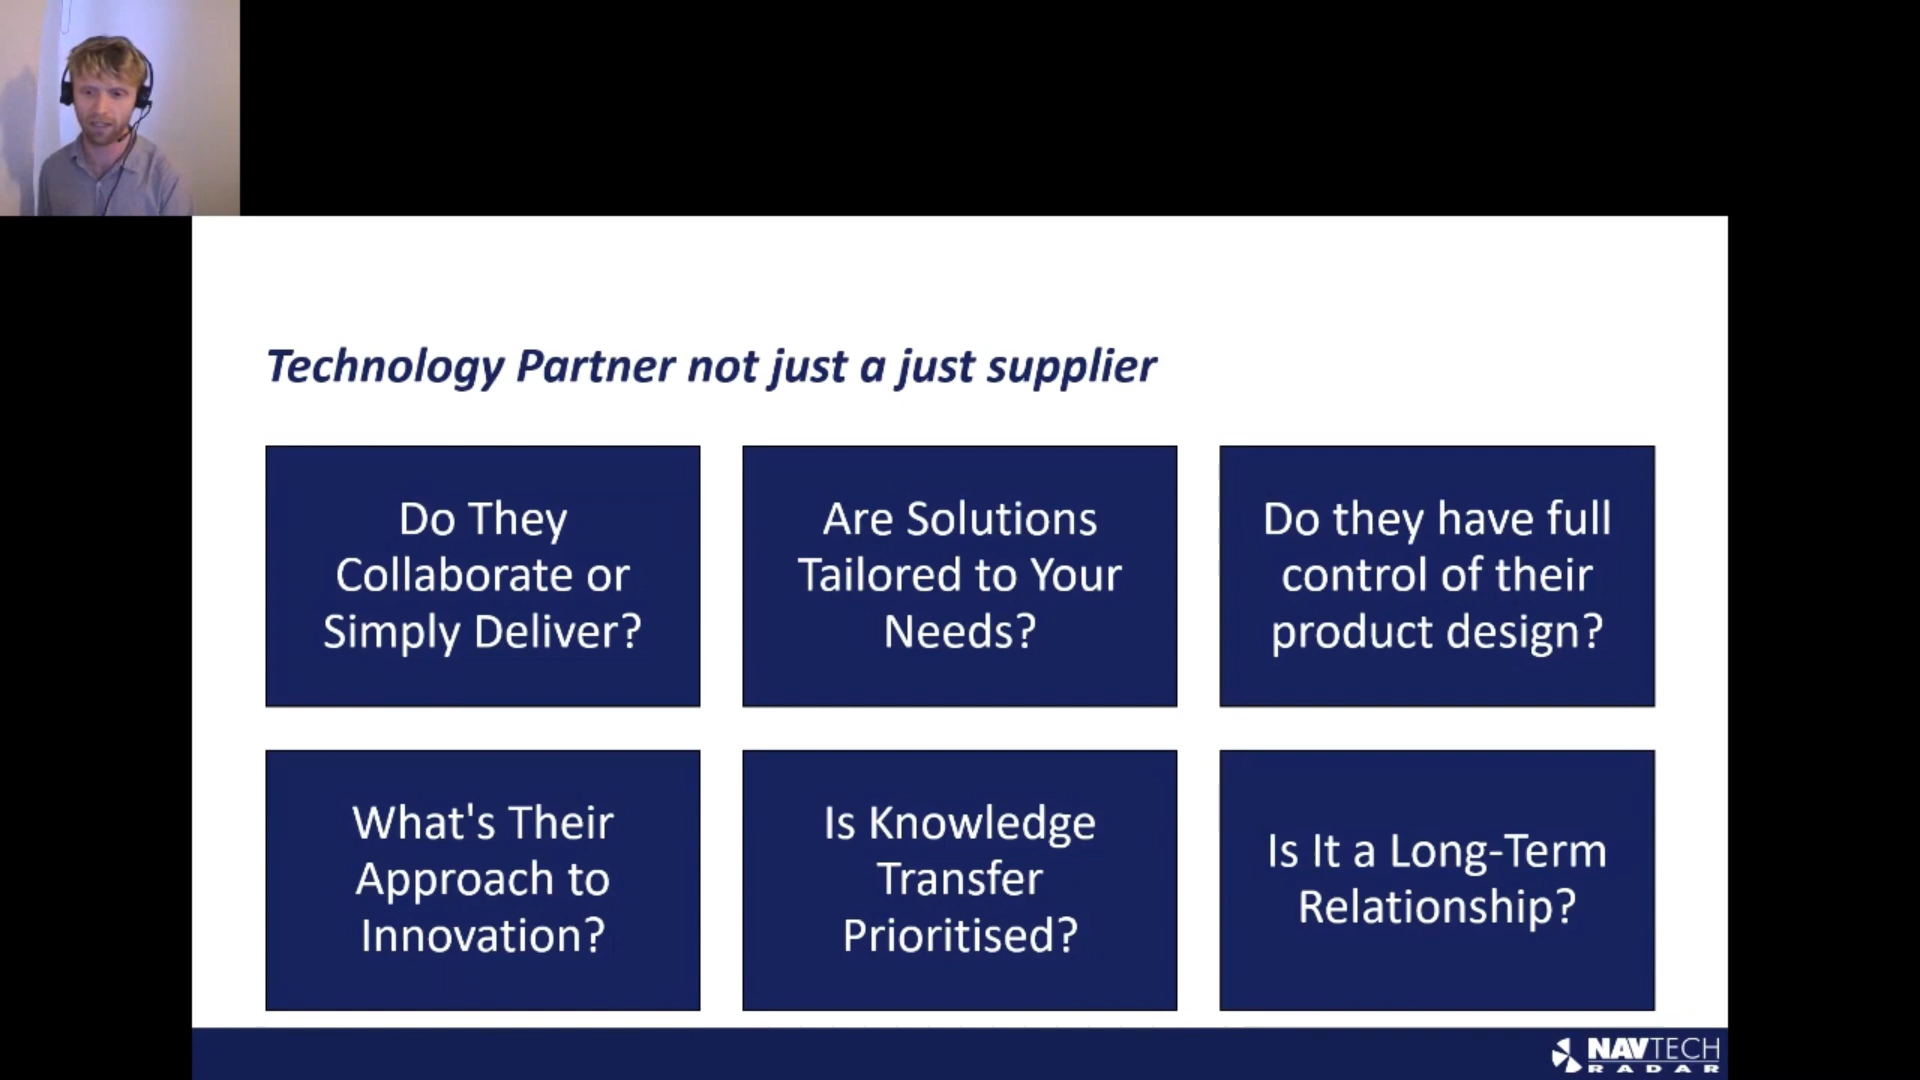 Technology Partner not just a just supplier
Do They
Collaborate or
Simply Deliver?
Are Solutions
Tailored to Your
Needs?
Do they have full
control of their
product design?
What's Their
Approach to
Innovation?
Is Knowledge
Transfer
Prioritised?
Is It a Long-Term
Relationship?
NAVTECH
RADAR